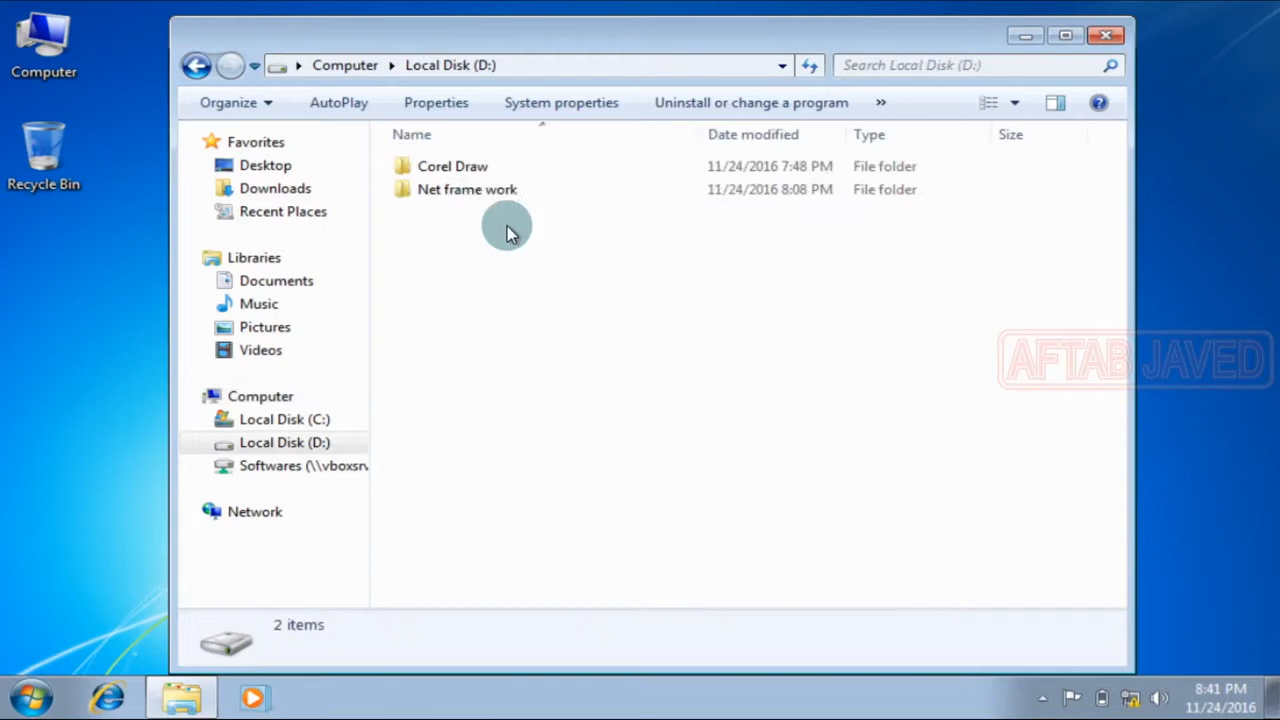 Computer
Recycle Bin
Computer Local Disk (D:)
Search Local Disk (D:)
Organize AutoPlay Properties System properties Uninstall or change a program »
Name Date modified Type Size
Corel Draw 11/24/2016 7:48 PM File folder
Net frame work 11/24/2016 8:08 PM File folder
Favorites
Desktop
Downloads
Recent Places
Libraries
Documents
Music
Pictures
Videos
Computer
Local Disk (C:)
Local Disk (D:)
Softwares (\\vboxsrv
Network
AFTAB JAVED
2 items
8:41 PM
11/24/2016